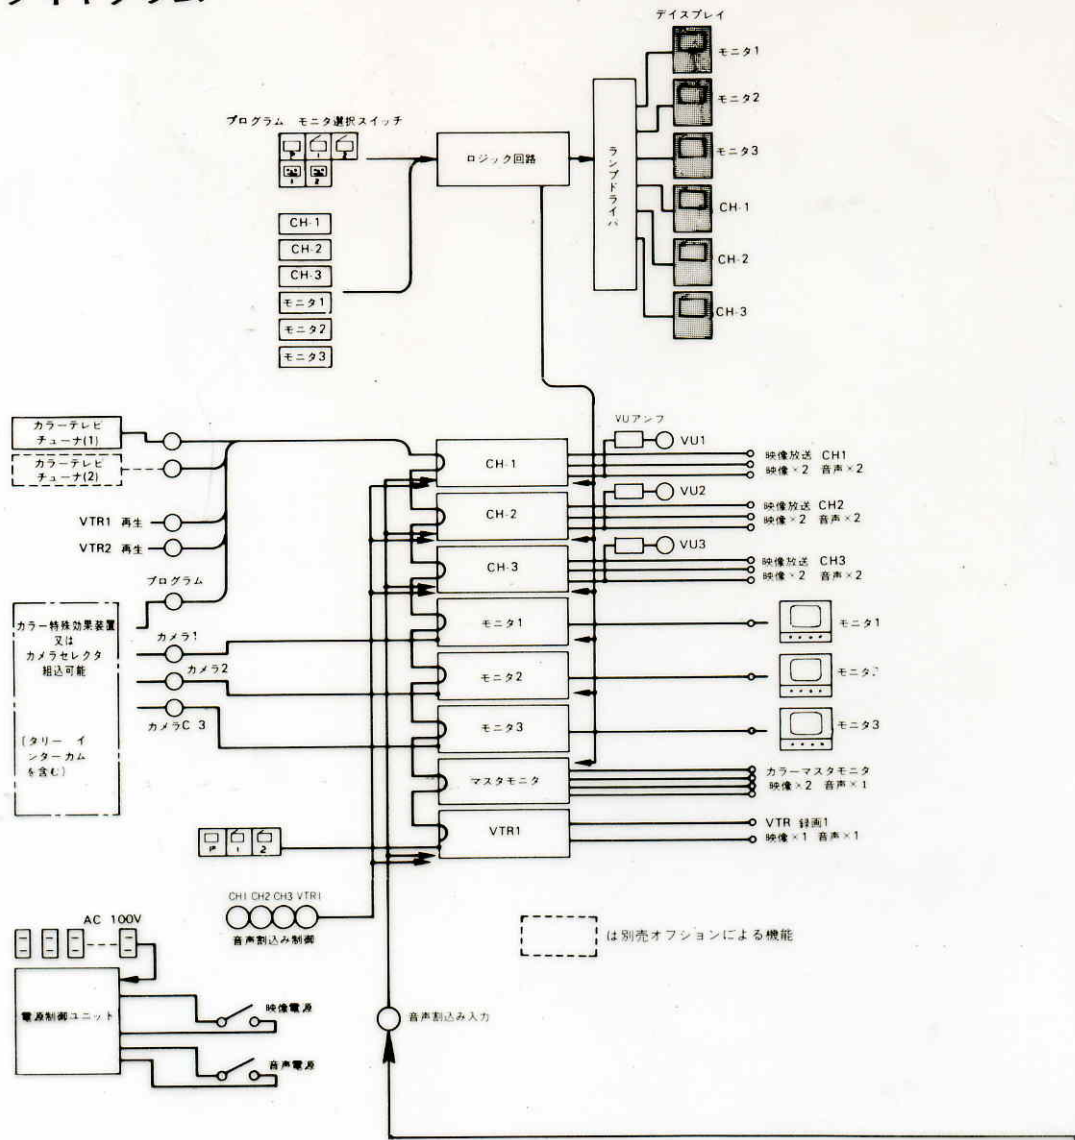 ディスプレイ
モニタ1
モニタ2
モニタ3
CH-1
CH-2
CH-3
プログラム モニタ選択スイッチ
P 1 2
1 2
ロジック回路
ランプドライバ
CH-1
CH-2
CH-3
モニタ1
モニタ2
モニタ3
カラーテレビ
チューナ(1)
カラーテレビ
チューナ(2)
VTR1 再生
VTR2 再生
プログラム
カラー特殊効果装置
又は
カメラセレクタ
組込可能
(タリー イ
ンターカム
を含む)
カメラ1
カメラ2
カメラC 3
CH-1
CH-2
CH-3
モニタ1
モニタ2
モニタ3
マスタモニタ
VTR1
VUアンプ
VU1
VU2
VU3
映像放送 CH1
映像×2 音声×2
映像放送 CH2
映像×2 音声×2
映像放送 CH3
映像×2 音声×2
モニタ1
モニタ
モニタ3
カラーマスタモニタ
映像×2 音声×1
VTR 録画1
映像×1 音声×1
P 1 2
CH1 CH2 CH3 VTR1
音声割込み制御
は別売オプションによる機能
AC 100V
電源制御ユニット
映像電源
音声電源
音声割込み入力